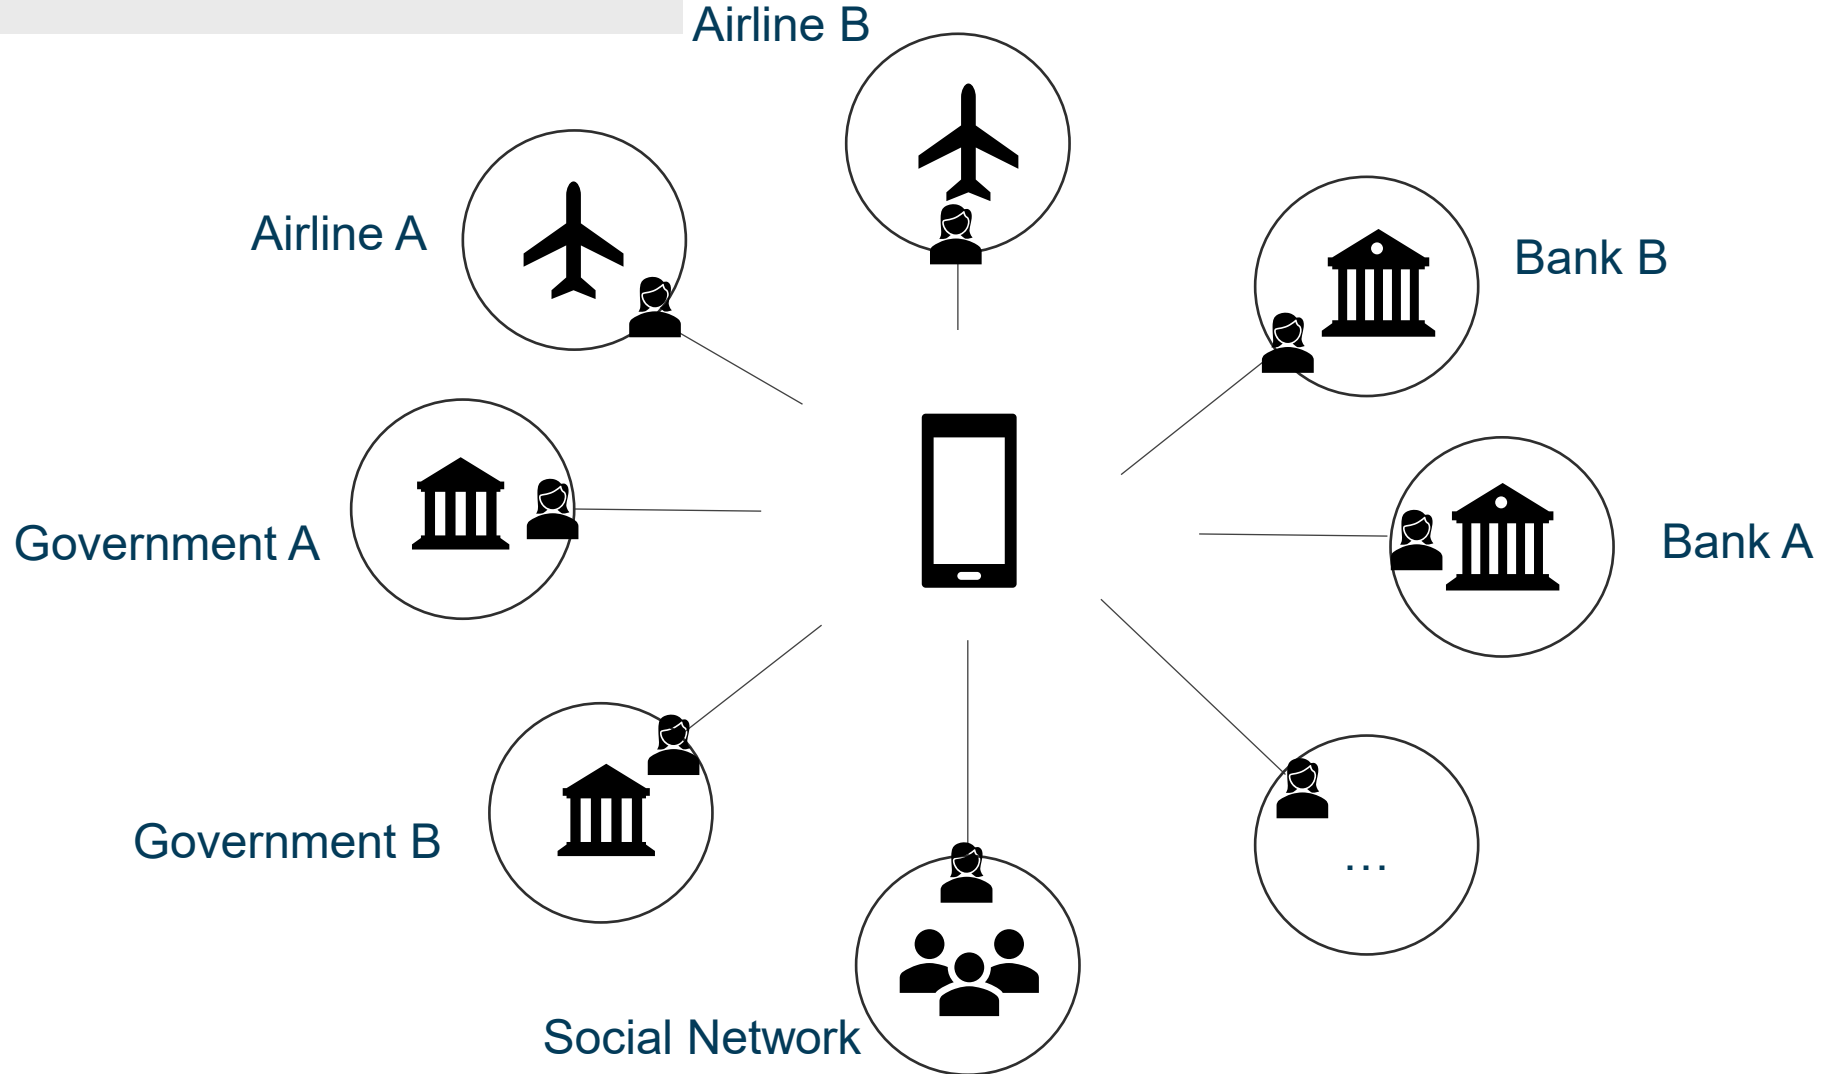 Airline B
Airline A
Bank B
Government A
Bank A
Government B
…
Social Network